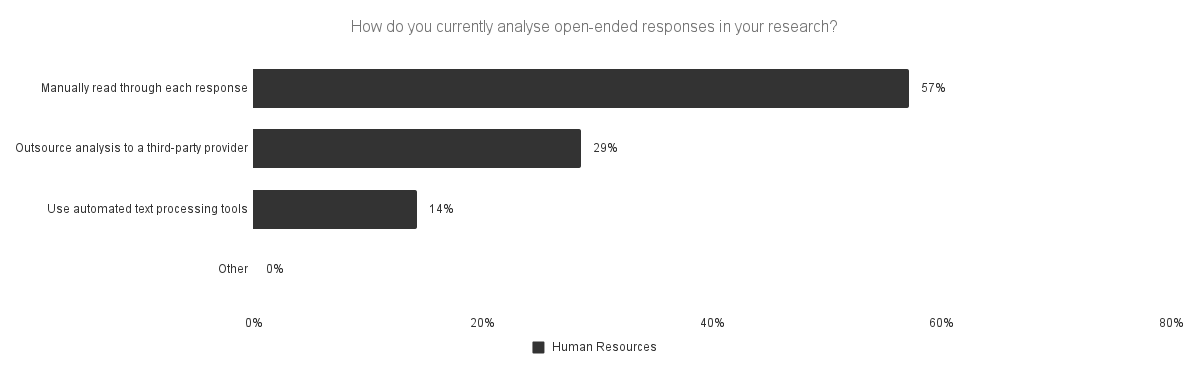 How do you currently analyse open-ended responses in your research?
Manually read through each response 57%
Outsource analysis to a third-party provider 29%
Use automated text processing tools 14%
Other 0%
0% 20% 40% 60% 80%
Human Resources